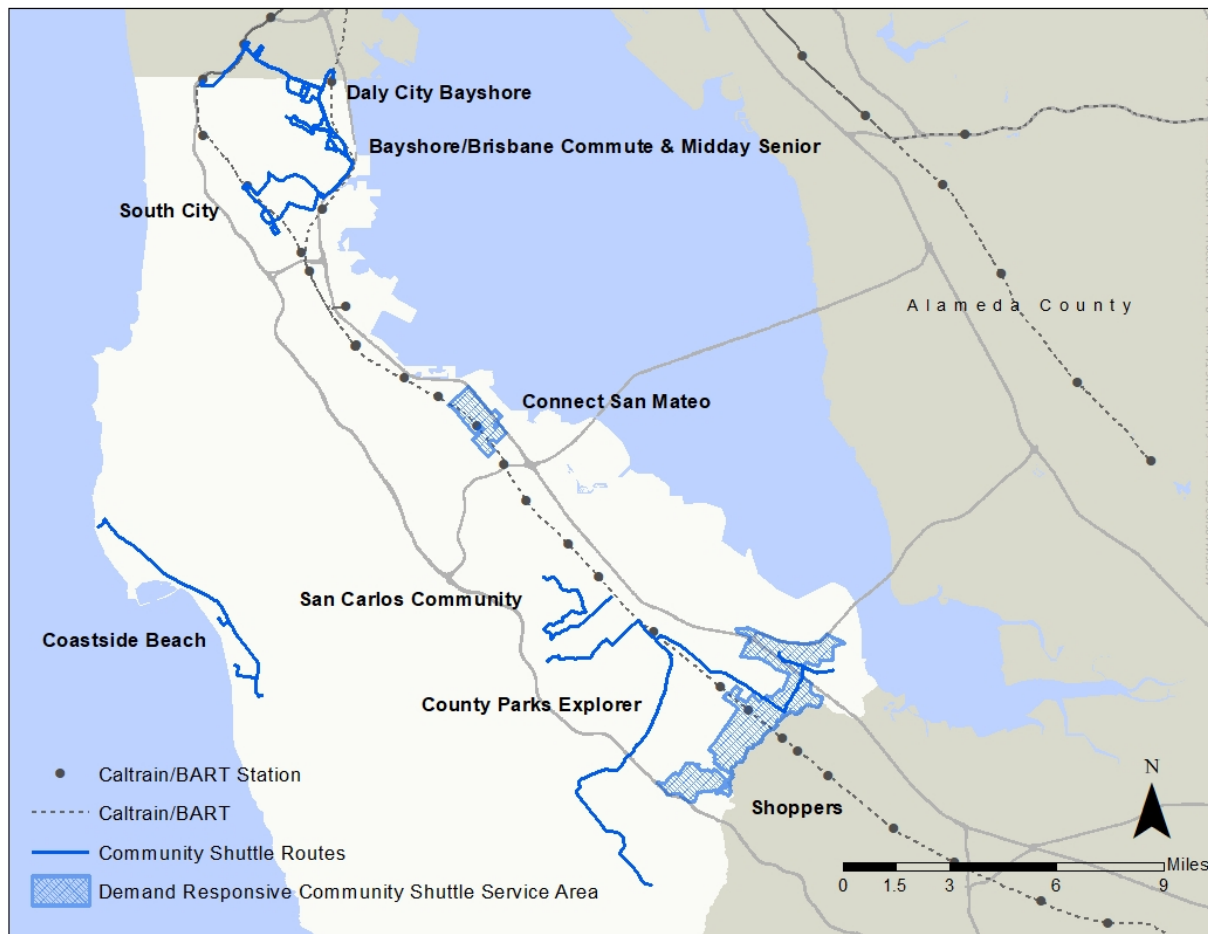 Daly City Bayshore
Bayshore/Brisbane Commute & Midday Senior
South City
Alameda County
Connect San Mateo
San Carlos Community
Coastside Beach
County Parks Explorer
Caltrain/BART Station
Caltrain/BART
Shoppers
Community Shuttle Routes
Demand Responsive Community Shuttle Service Area
N
Miles
0 1.5 3 6 9